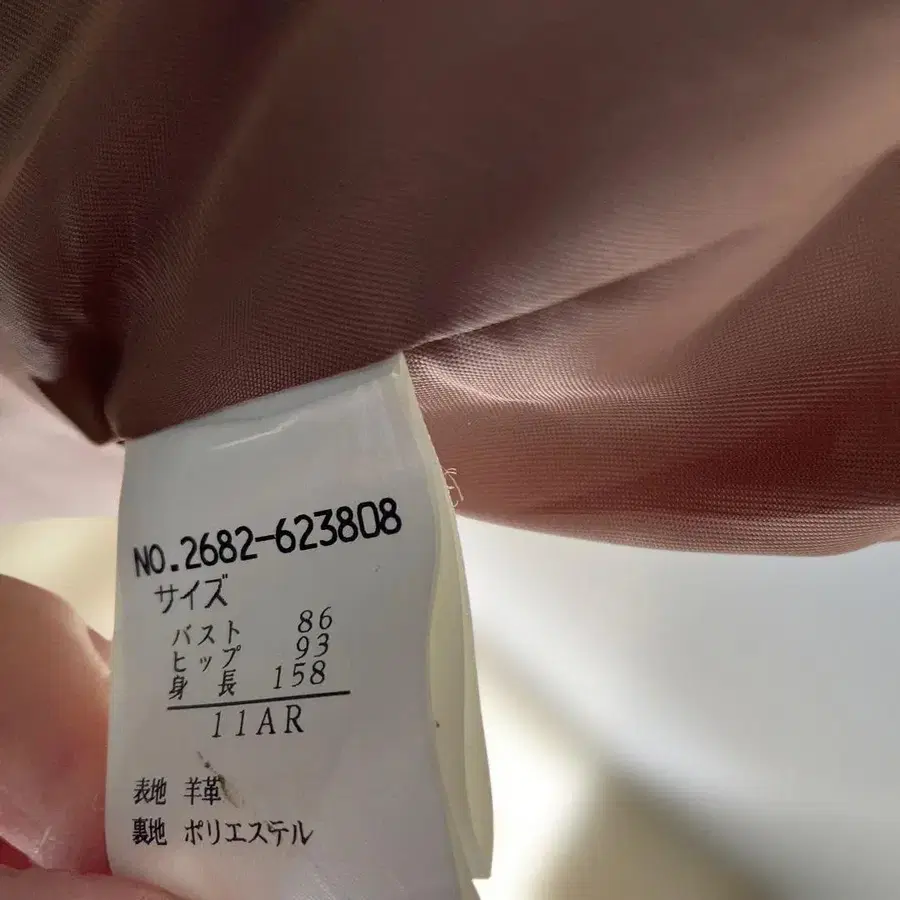 NO.2682-623808
サイズ
バスト 86
ヒップ 93
身長 158
11AR
表地 羊革
裏地 ポリエステル